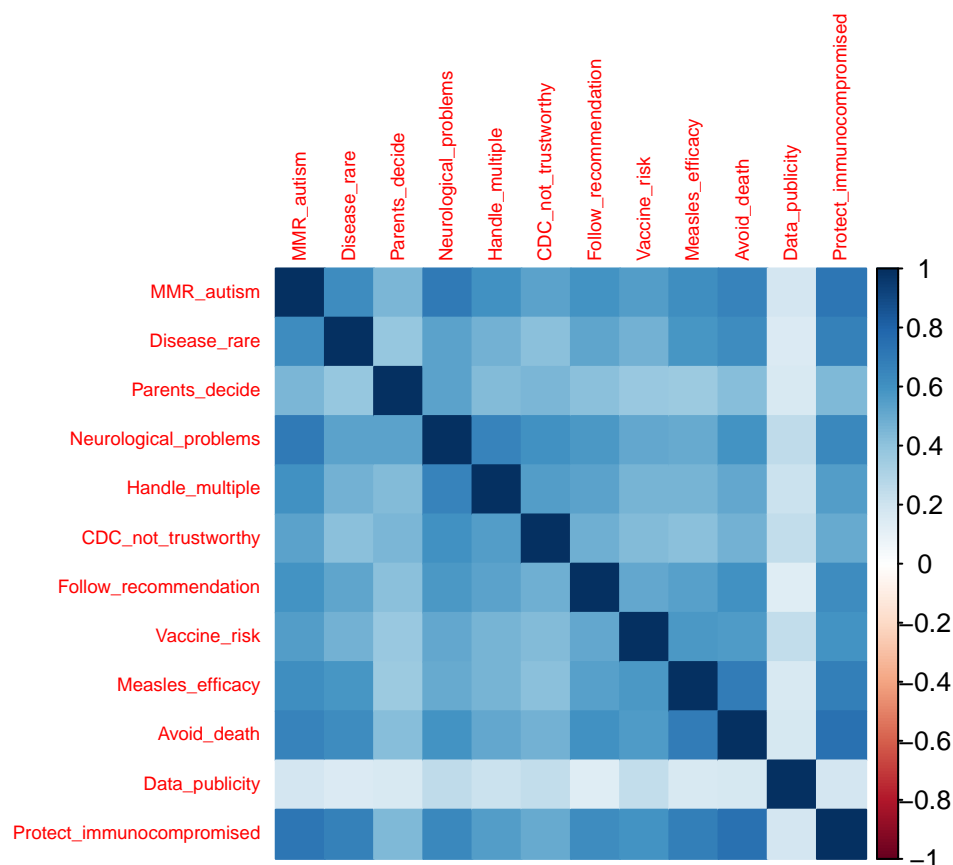 MMR_autism
Disease_rare
Parents_decide
Neurological_problems
Handle_multiple
CDC_not_trustworthy
Follow_recommendation
Vaccine_risk
Measles_efficacy
Avoid_death
Data_publicity
Protect_immunocompromised
MMR_autism
Disease_rare
Parents_decide
Neurological_problems
Handle_multiple
CDC_not_trustworthy
Follow_recommendation
Vaccine_risk
Measles_efficacy
Avoid_death
Data_publicity
Protect_immunocompromised
1
0.8
0.6
0.4
0.2
0
−0.2
−0.4
−0.6
−0.8
−1